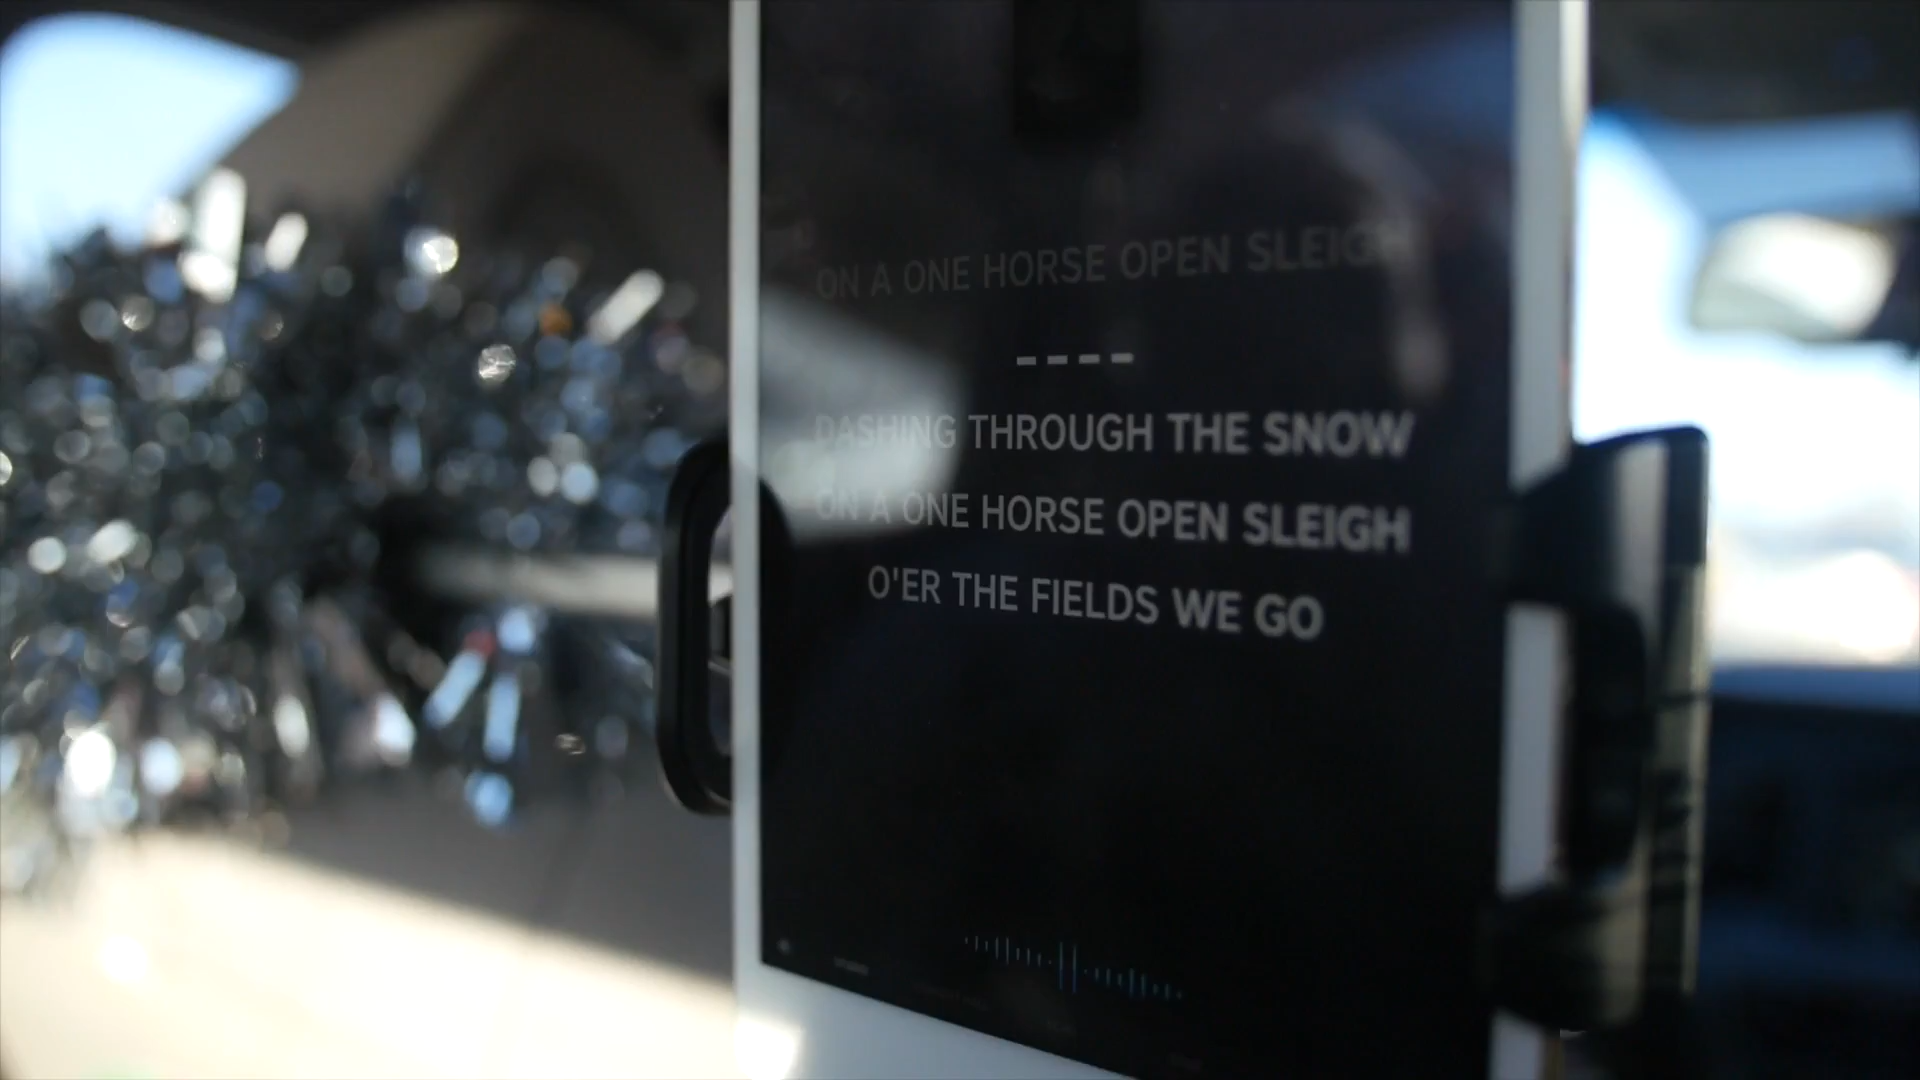 ON A ONE HORSE OPEN SLEIGH
DASHING THROUGH THE SNOW
ON A ONE HORSE OPEN SLEIGH
O'ER THE FIELDS WE GO